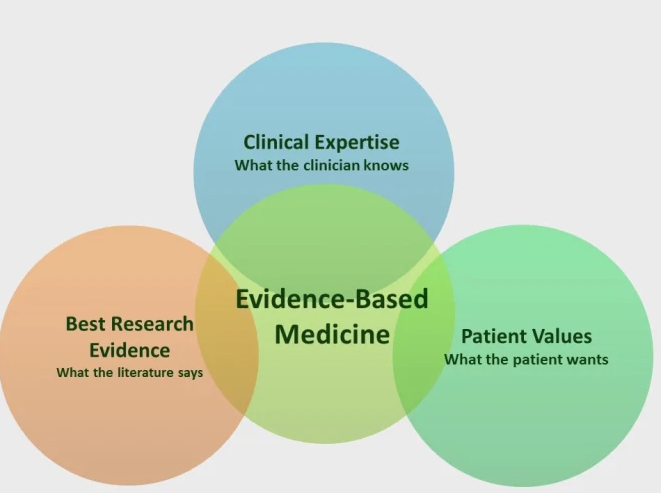 Clinical Expertise
What the clinician knows
Evidence-Based
Medicine
Best Research
Evidence
What the literature says
Patient Values
What the patient wants